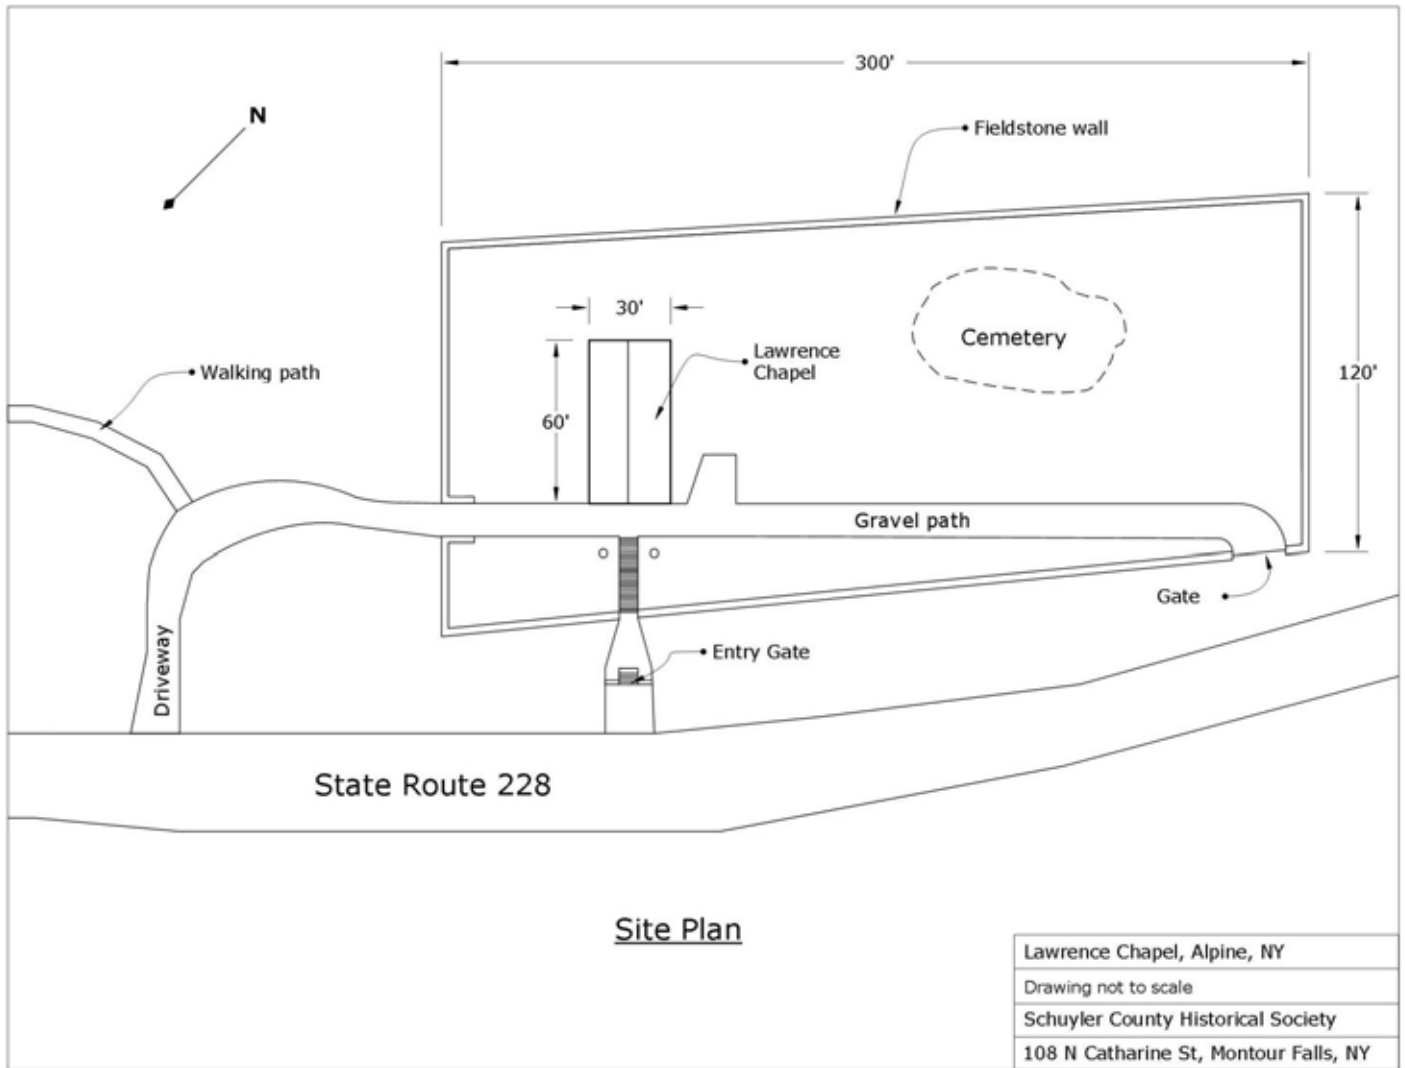 300'
N
Fieldstone wall
30'
Cemetery
Lawrence
Chapel
Walking path
120'
60'
Gravel path
Gate
Driveway
Entry Gate
State Route 228
Site Plan
Lawrence Chapel, Alpine, NY
Drawing not to scale
Schuyler County Historical Society
108 N Catharine St, Montour Falls, NY